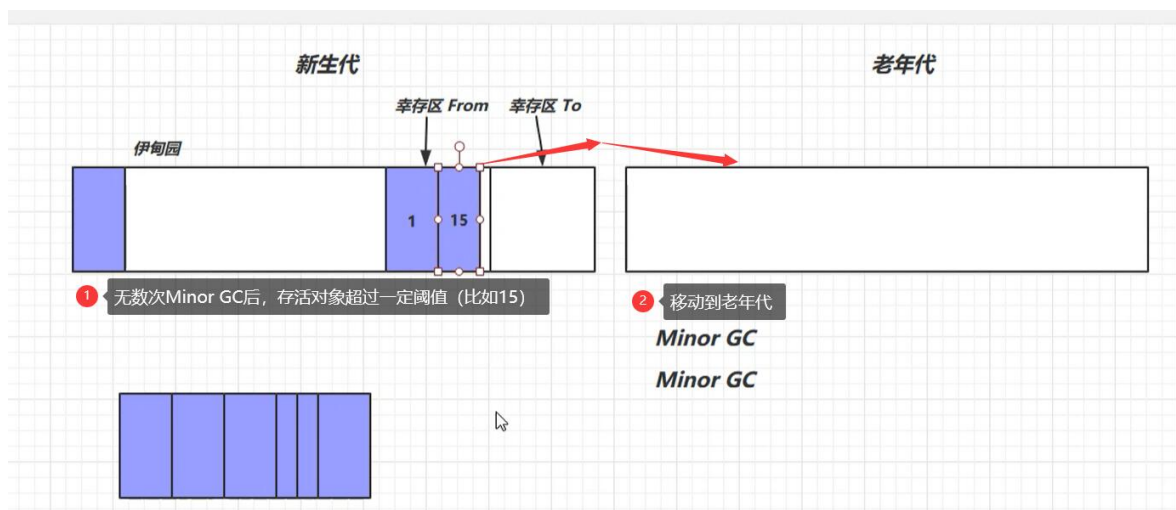 新生代
老年代
幸存区 From
幸存区 To
伊甸园
1
15
1
无数次Minor GC后，存活对象超过一定阈值（比如15）
2
移动到老年代
Minor GC
Minor GC